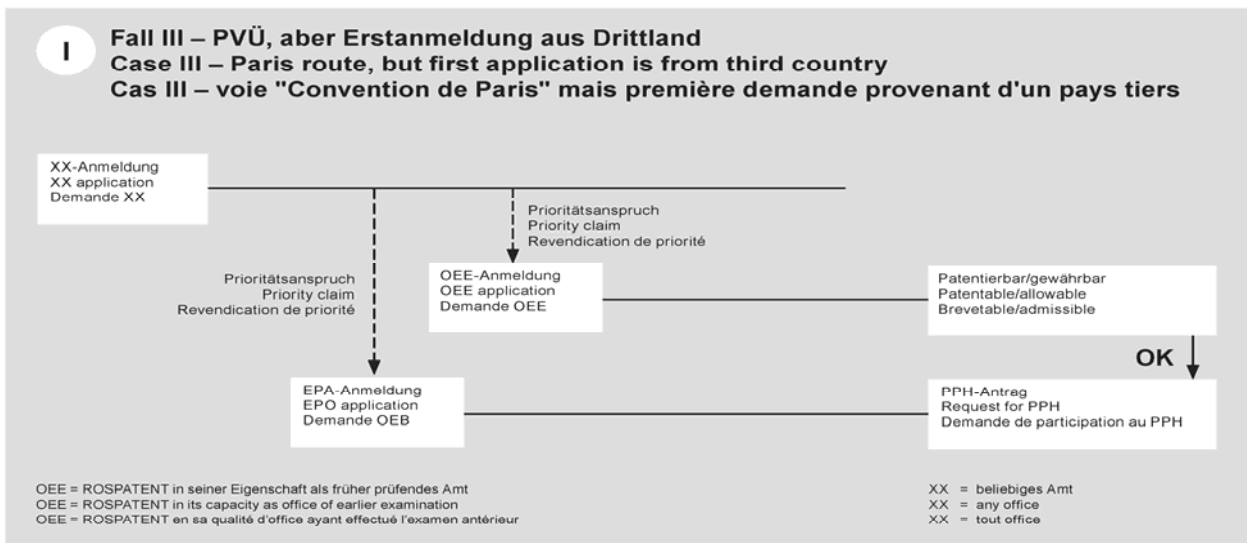 I
Fall III – PVÜ, aber Erstanmeldung aus Drittland
Case III – Paris route, but first application is from third country
Cas III – voie "Convention de Paris" mais première demande provenant d'un pays tiers
XX-Anmeldung
XX application
Demande XX
Prioritätsanspruch
Priority claim
Revendication de priorité
Prioritätsanspruch
Priority claim
Revendication de priorité
OEE-Anmeldung
OEE application
Demande OEE
Patentierbar/gewährbar
Patentable/allowable
Brevetable/admissible
OK
EPA-Anmeldung
EPO application
Demande OEB
PPH-Antrag
Request for PPH
Demande de participation au PPH
OEE = ROSPATENT in seiner Eigenschaft als früher prüfendes Amt
OEE = ROSPATENT in its capacity as office of earlier examination
OEE = ROSPATENT en sa qualité d'office ayant effectué l'examen antérieur
XX = beliebiges Amt
XX = any office
XX = tout office